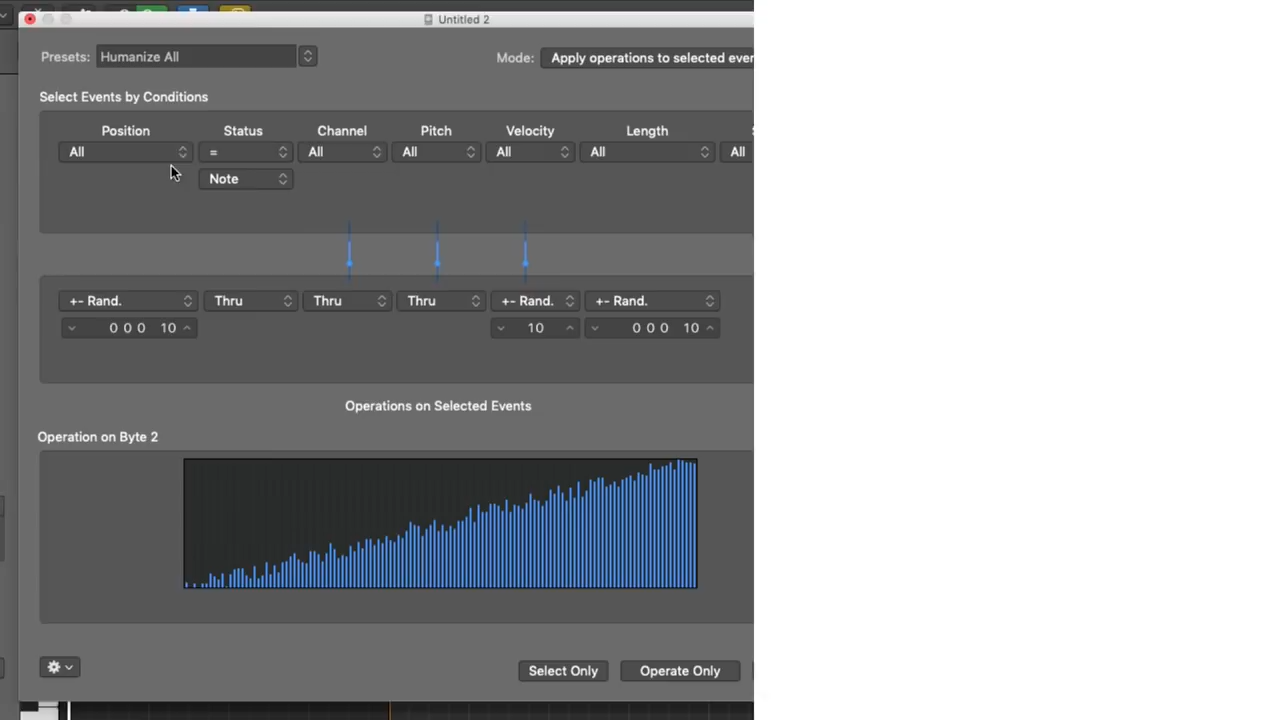 Untitled 2
Presets: Humanize All
Mode: Apply operations to selected even
Select Events by Conditions
Position Status Channel Pitch Velocity Length
All = All All All All All
Note
+- Rand. Thru Thru Thru +- Rand. +- Rand.
0 0 0 10 10 0 0 0 10
Operations on Selected Events
Operation on Byte 2
Select Only Operate Only